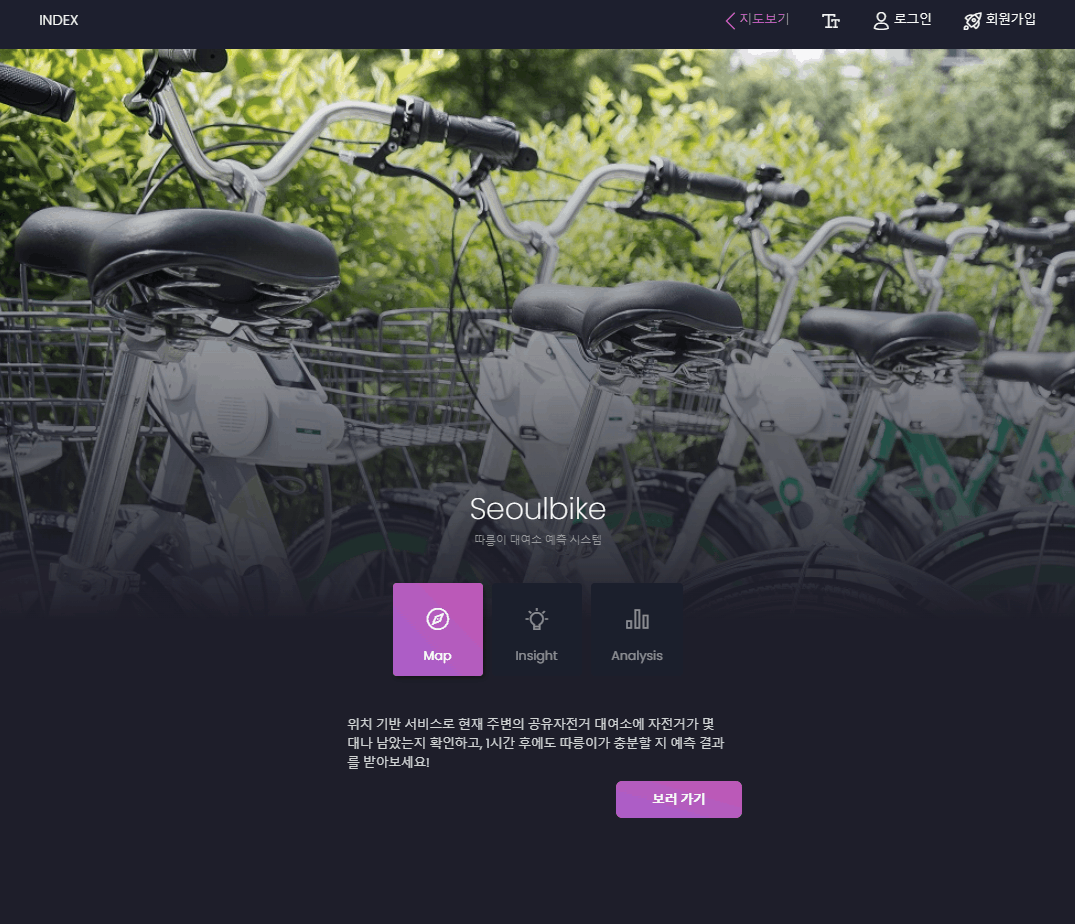 INDEX
지도보기
로그인
회원가입
Seoulbike
따릉이 대여소 예측 시스템
Map
Insight
Analysis
위치 기반 서비스로 현재 주변의 공유자전거 대여소에 자전거가 몇
대나 남았는지 확인하고, 1시간 후에도 따릉이가 충분할 지 예측 결과
를 받아보세요!
보러 가기